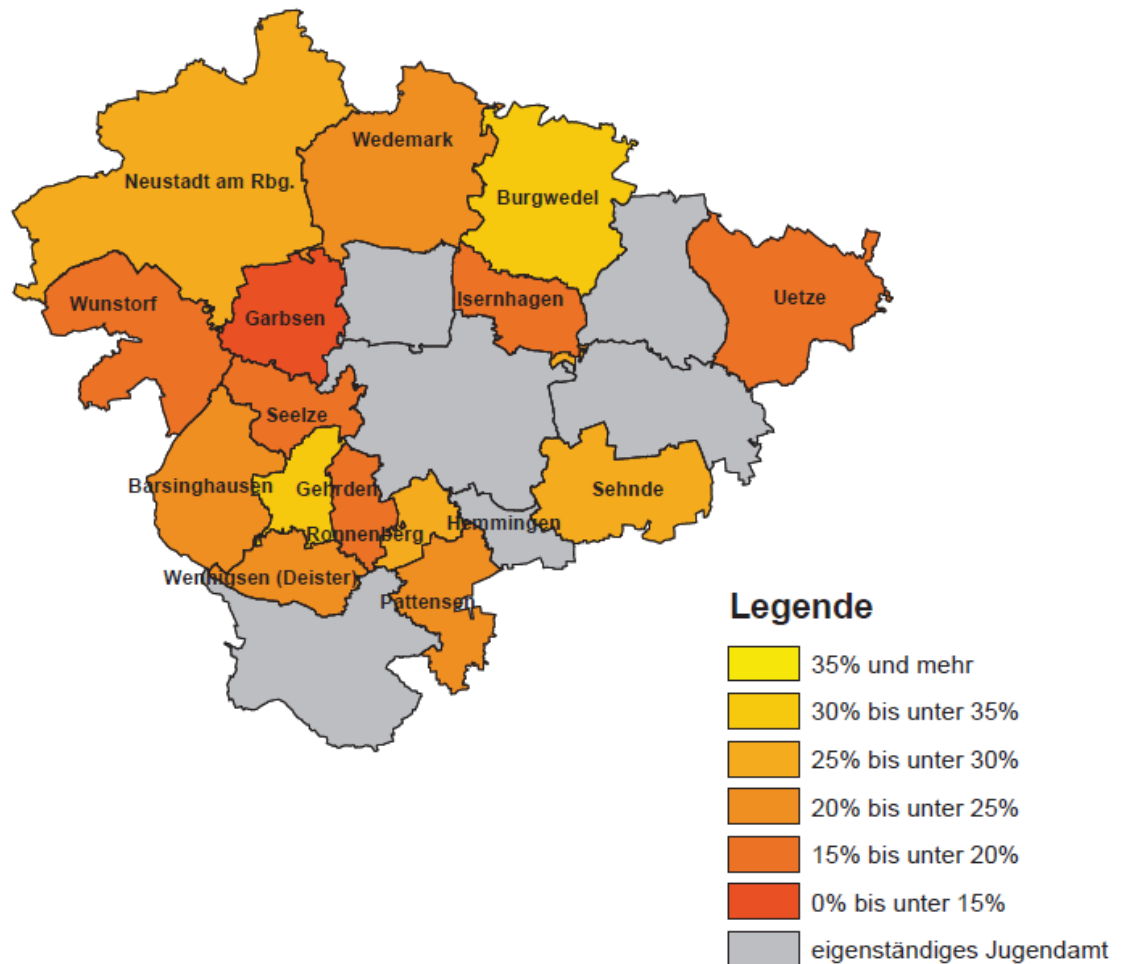 Wedemark
Neustadt am Rbg.
Burgwedel
Wunstorf
Garbsen
Isernhagen
Uetze
Seelze
Barsinghausen
Gehrden
Sehnde
Ronnenberg
Hemmingen
Wennigsen (Deister)
Pattensen
Legende
35% und mehr
30% bis unter 35%
25% bis unter 30%
20% bis unter 25%
15% bis unter 20%
0% bis unter 15%
eigenständiges Jugendamt